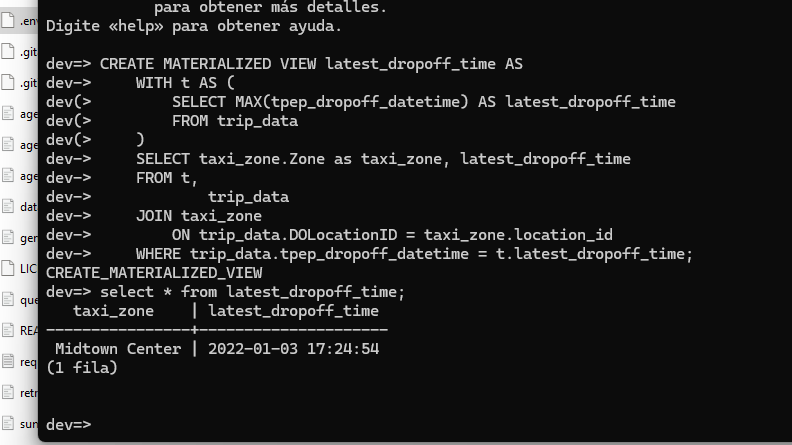 para obtener más detalles.
Digite «help» para obtener ayuda.
dev=> CREATE MATERIALIZED VIEW latest_dropoff_time AS
dev->     WITH t AS (
dev(>         SELECT MAX(tpep_dropoff_datetime) AS latest_dropoff_time
dev(>         FROM trip_data
dev(>     )
dev->     SELECT taxi_zone.Zone as taxi_zone, latest_dropoff_time
dev->     FROM t,
dev->             trip_data
dev->     JOIN taxi_zone
dev->         ON trip_data.DOLocationID = taxi_zone.location_id
dev->     WHERE trip_data.tpep_dropoff_datetime = t.latest_dropoff_time;
CREATE_MATERIALIZED_VIEW
dev=> select * from latest_dropoff_time;
   taxi_zone    | latest_dropoff_time
----------------+---------------------
 Midtown Center | 2022-01-03 17:24:54
(1 fila)
dev=>
.env
.git
.git
age
age
age
dat
ger
LIC
que
REA
req
retr
sun